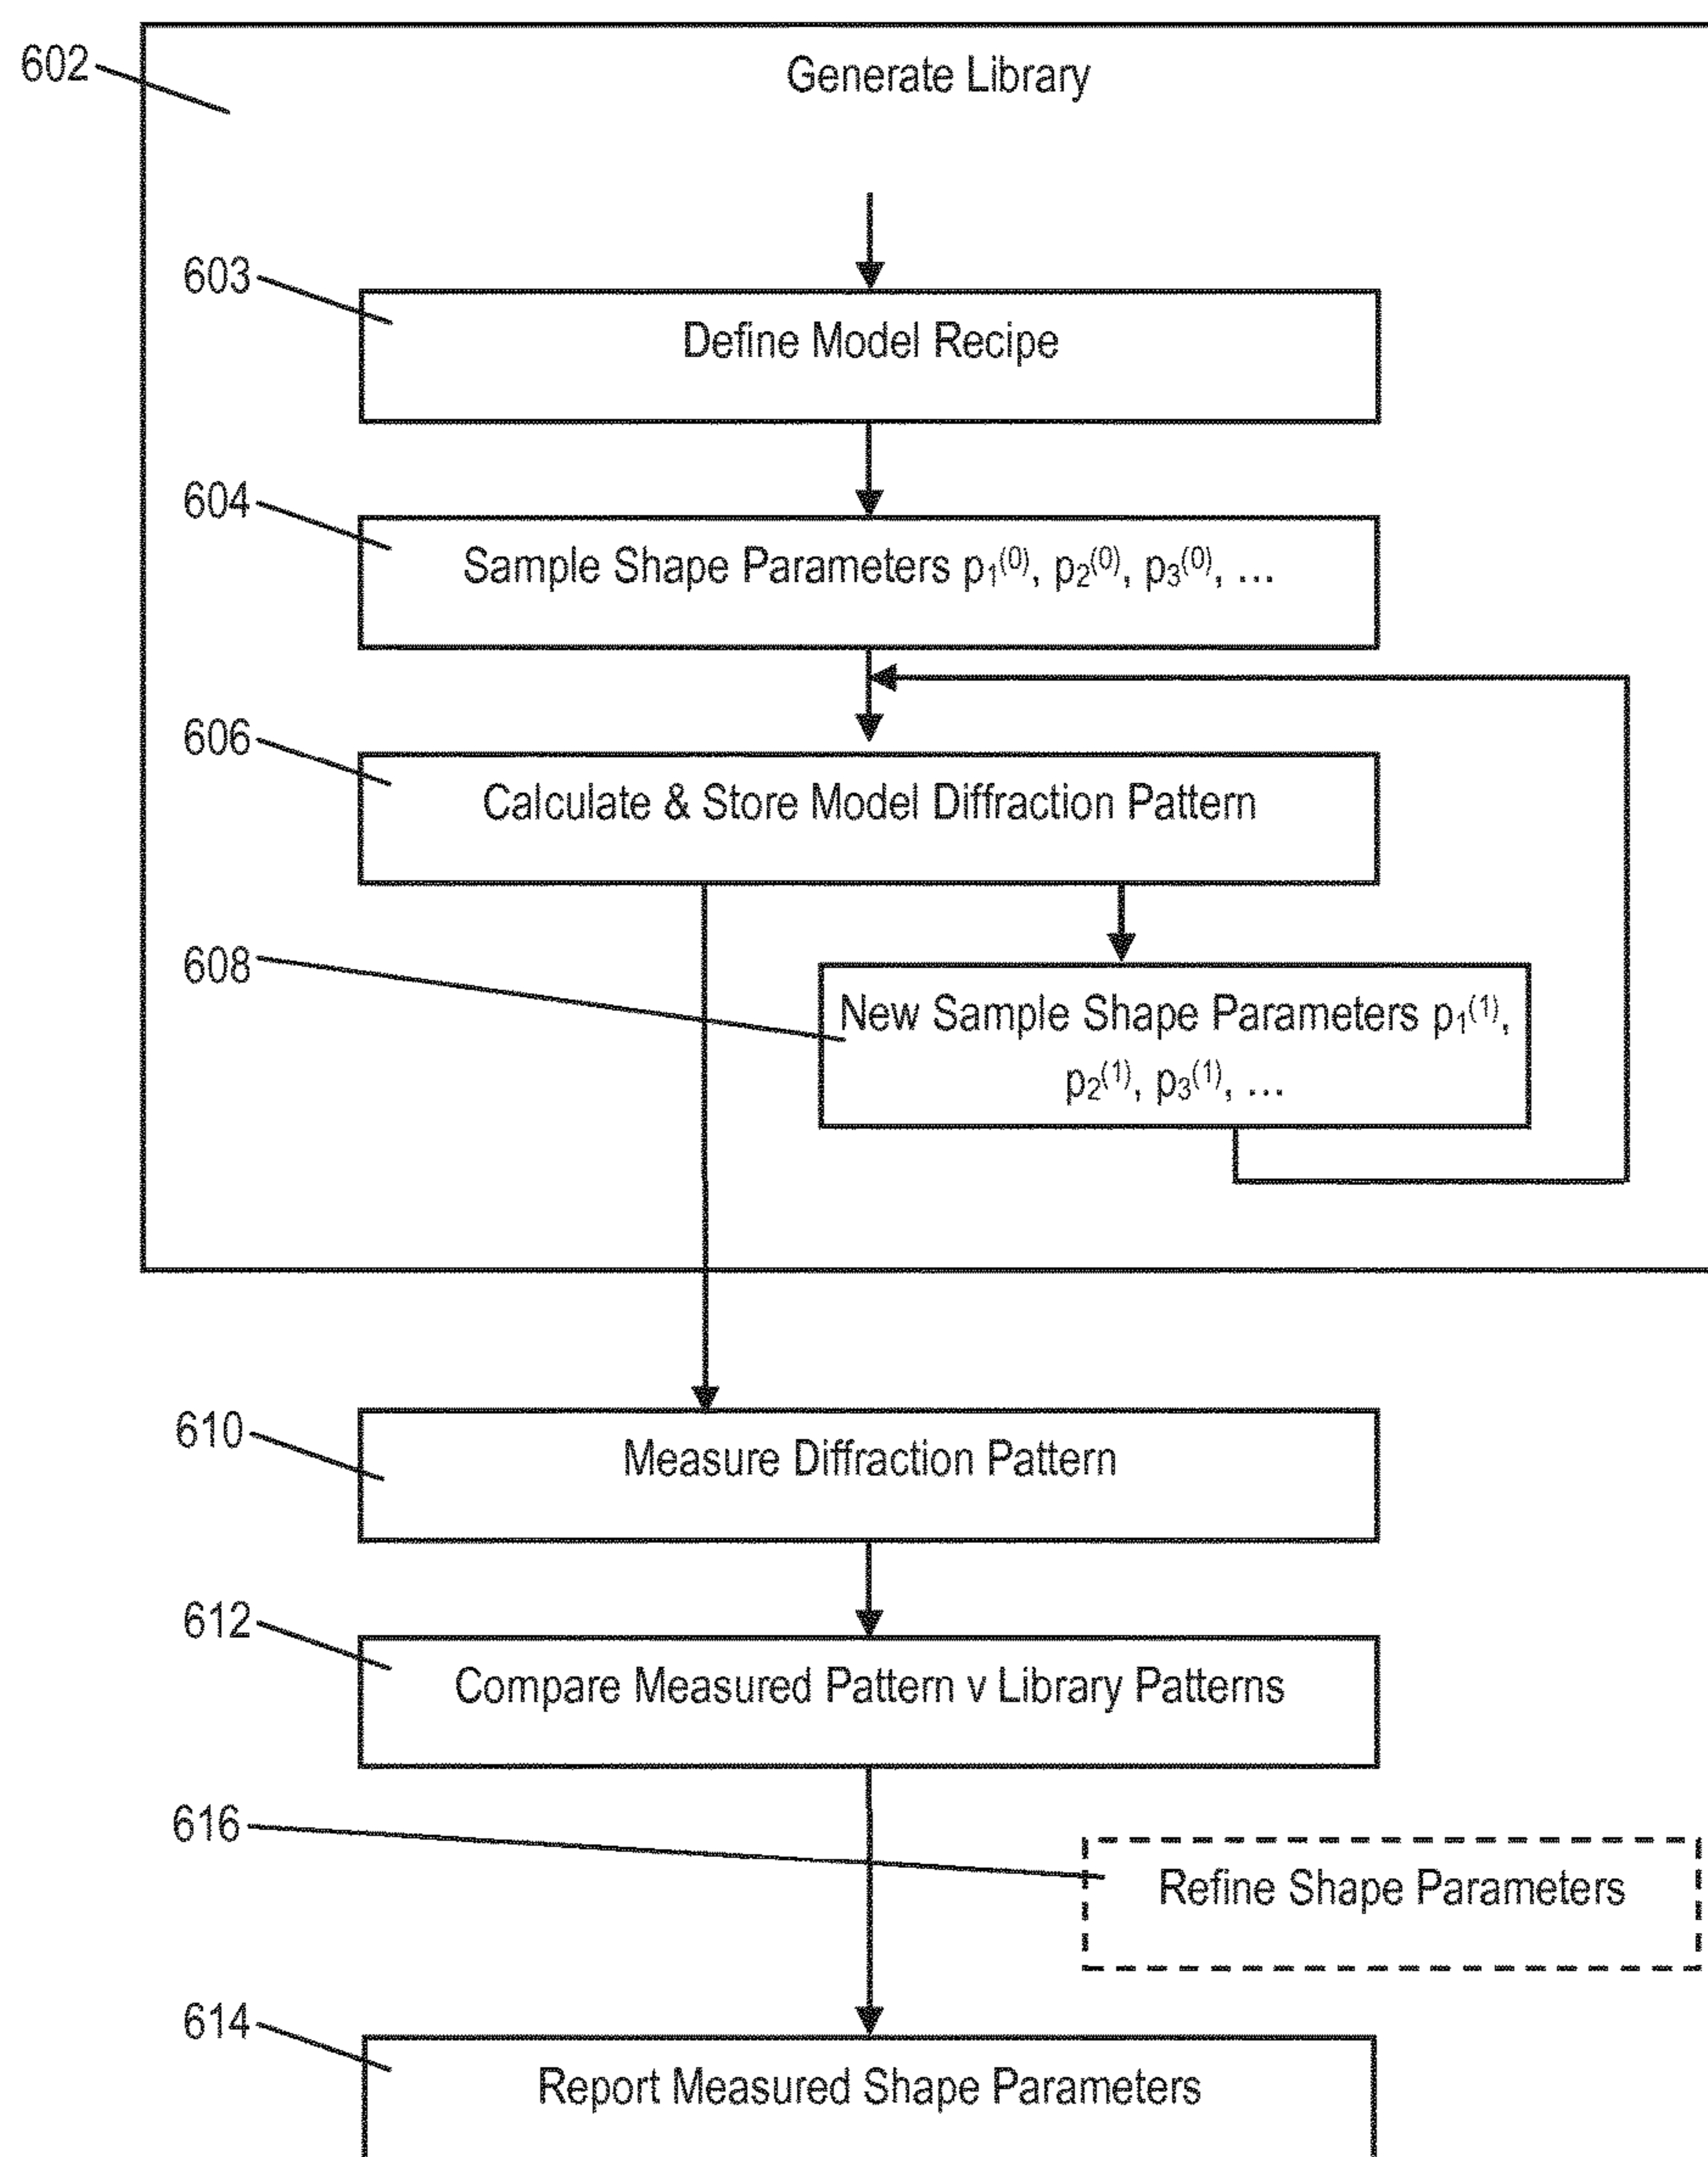 602
Generate Library
603
Define Model Recipe
604
Sample Shape Parameters p₁⁽⁰⁾, p₂⁽⁰⁾, p₃⁽⁰⁾, ...
606
Calculate & Store Model Diffraction Pattern
608
New Sample Shape Parameters p₁⁽¹⁾,
p₂⁽¹⁾, p₃⁽¹⁾, ...
610
Measure Diffraction Pattern
612
Compare Measured Pattern v Library Patterns
616
Refine Shape Parameters
614
Report Measured Shape Parameters